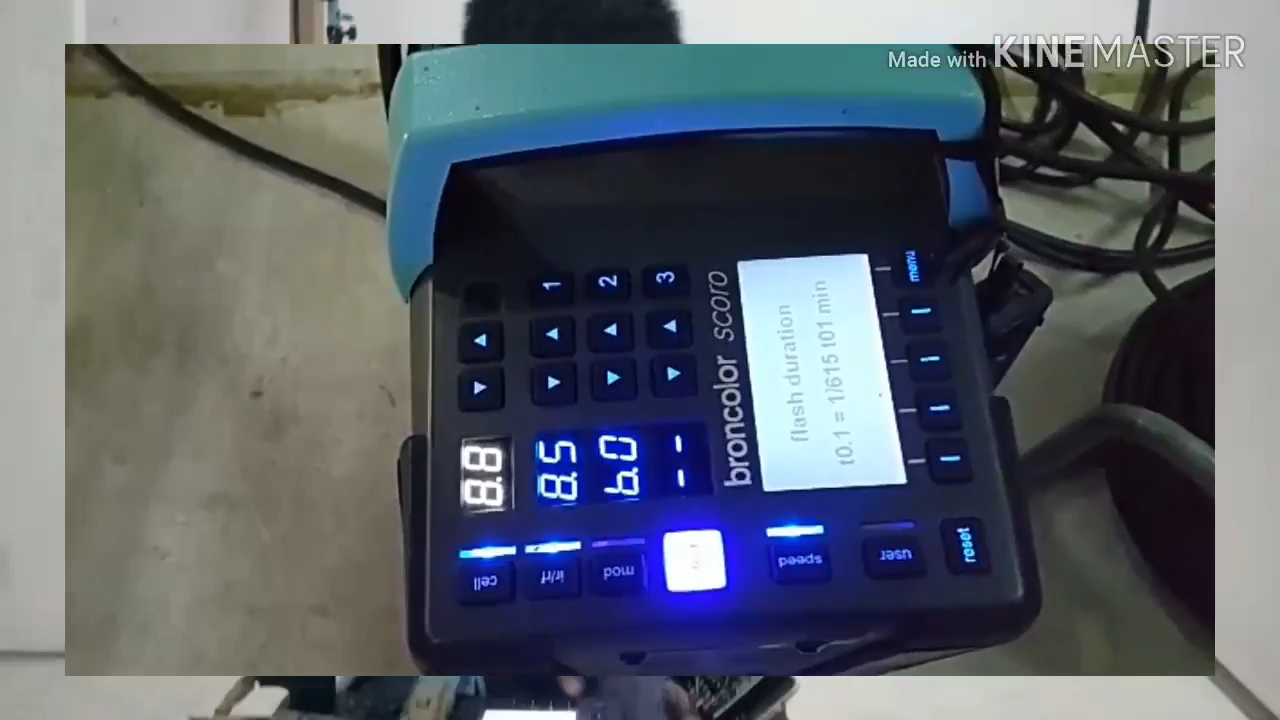 Made with KINEMASTER
menu
1 2 3
broncolor scoro
flash duration
t0.1 = 1/615 t01 min
8.8
8.5
6.0
--
cell
ir/rf
mod
speed
user
reset